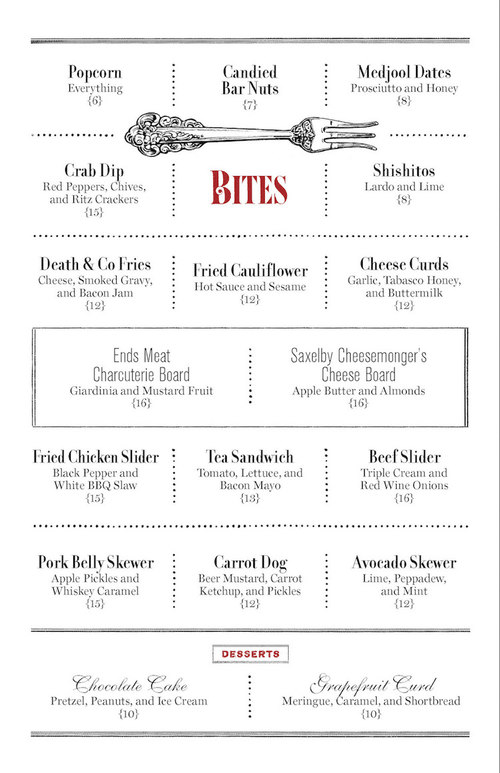 Popcorn
Everything
{6}
Candied
Bar Nuts
{7}
Medjool Dates
Prosciutto and Honey
{8}
Crab Dip
Red Peppers, Chives,
and Ritz Crackers
{15}
BITES
Shishitos
Lardo and Lime
{8}
Death & Co Fries
Cheese, Smoked Gravy,
and Bacon Jam
{12}
Fried Cauliflower
Hot Sauce and Sesame
{12}
Cheese Curds
Garlic, Tabasco Honey,
and Buttermilk
{12}
Ends Meat
Charcuterie Board
Giardinia and Mustard Fruit
{16}
Saxelby Cheesemonger's
Cheese Board
Apple Butter and Almonds
{16}
Fried Chicken Slider
Black Pepper and
White BBQ Slaw
{15}
Tea Sandwich
Tomato, Lettuce, and
Bacon Mayo
{13}
Beef Slider
Triple Cream and
Red Wine Onions
{16}
Pork Belly Skewer
Apple Pickles and
Whiskey Caramel
{15}
Carrot Dog
Beer Mustard, Carrot
Ketchup, and Pickles
{12}
Avocado Skewer
Lime, Peppadew,
and Mint
{12}
DESSERTS
Chocolate Cake
Pretzel, Peanuts, and Ice Cream
{10}
Grapefruit Curd
Meringue, Caramel, and Shortbread
{10}